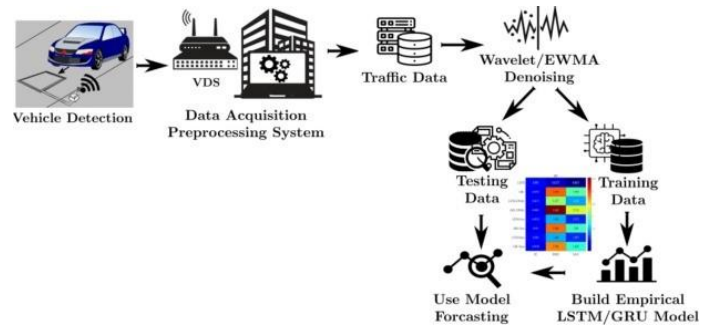 VDS
Vehicle Detection
Data Acquisition
Preprocessing System
Traffic Data
Wavelet/EWMA
Denoising
Testing
Data
Training
Data
Use Model
Forcasting
Build Empirical
LSTM/GRU Model